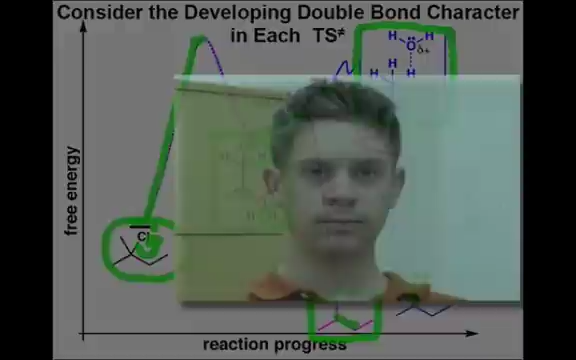 Consider the Developing Double Bond Character
in Each TS≠
H H
O
δ+
H
H H
free energy
Cl
reaction progress